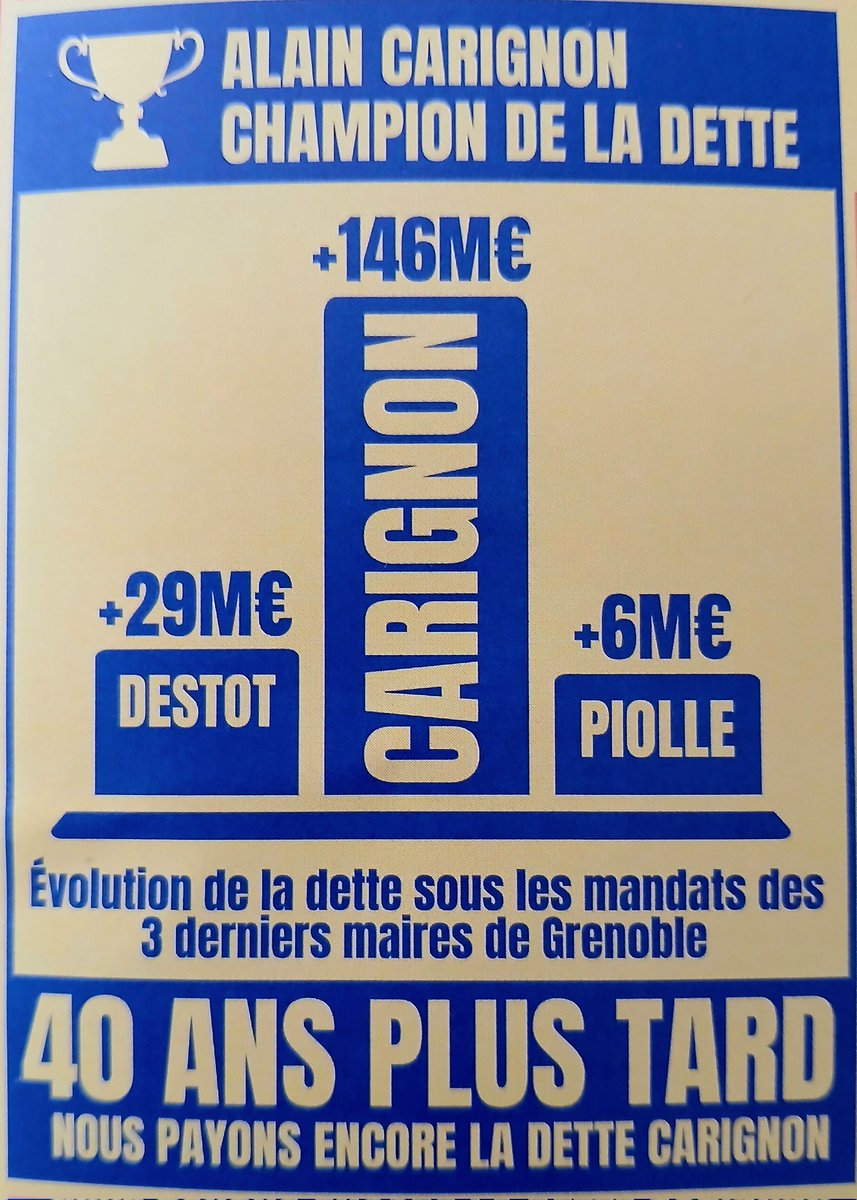 ALAIN CARIGNON
CHAMPION DE LA DETTE
+146M€
CARIGNON
+29M€
DESTOT
+6M€
PIOLLE
Évolution de la dette sous les mandats des
3 derniers maires de Grenoble
40 ANS PLUS TARD
NOUS PAYONS ENCORE LA DETTE CARIGNON